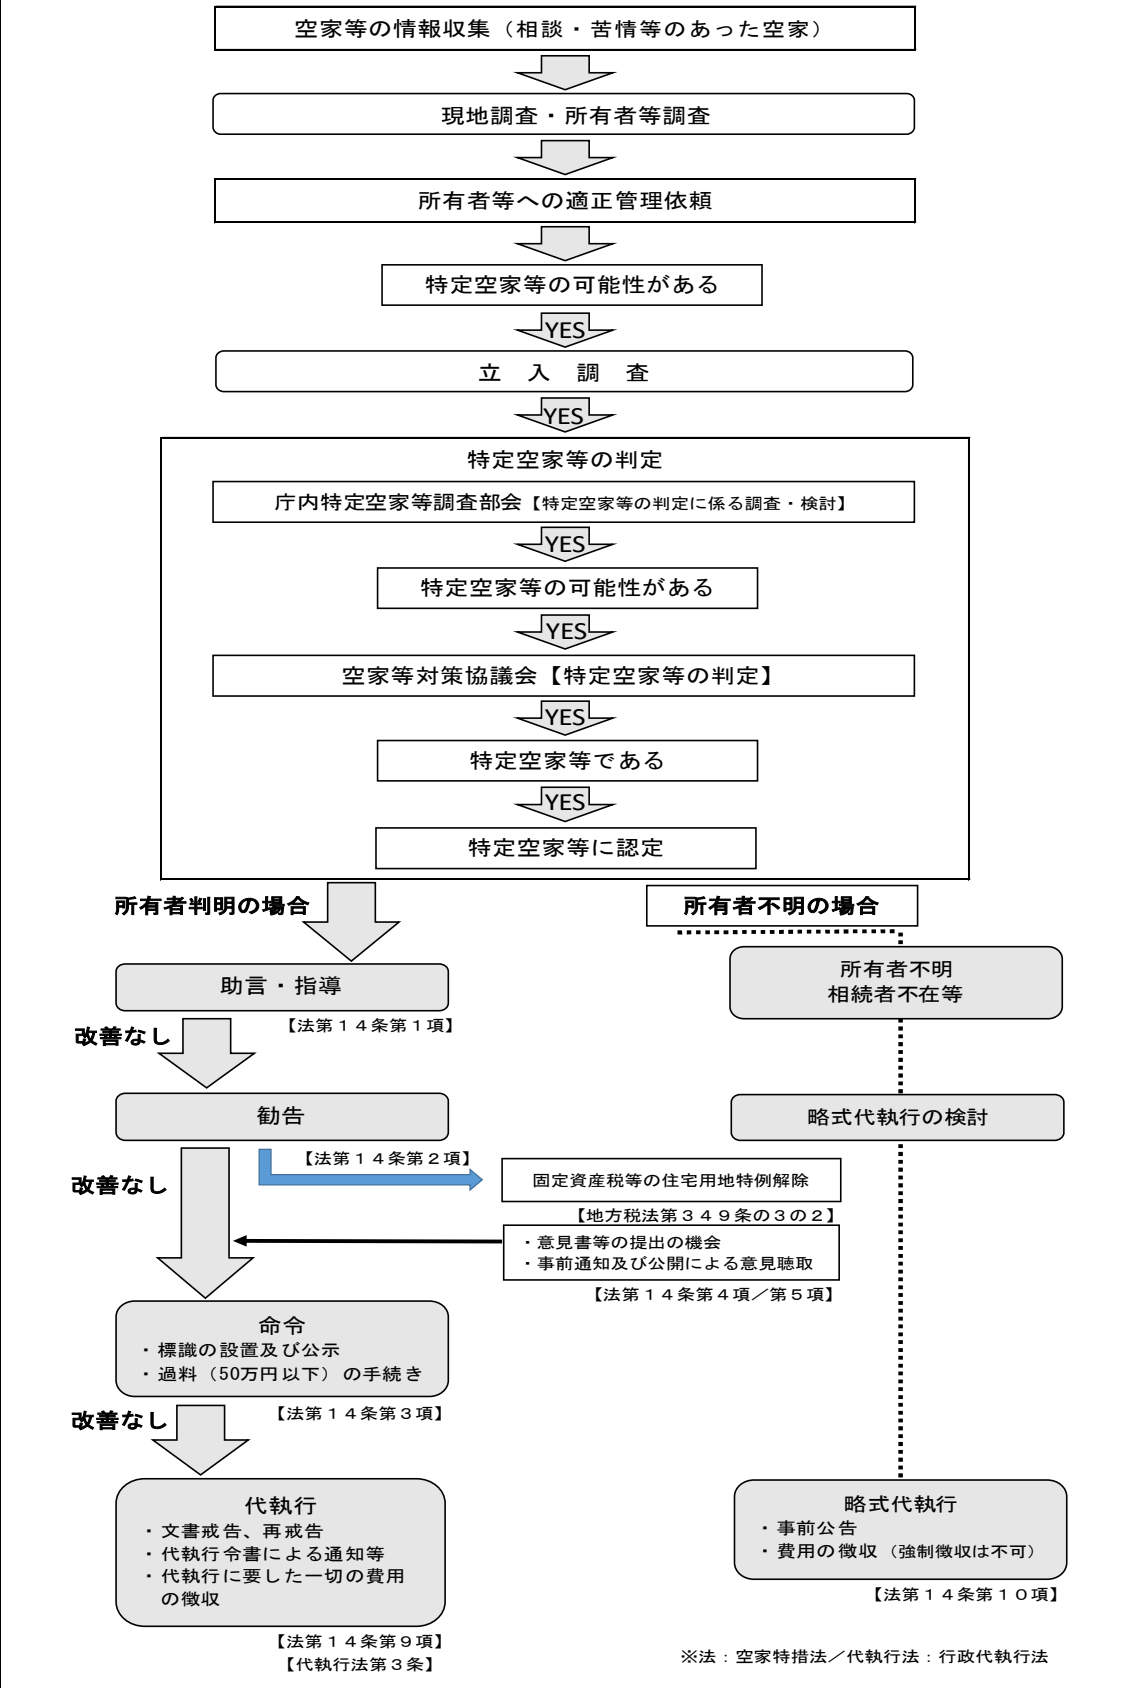 空家等の情報収集（相談・苦情等のあった空家）
現地調査・所有者等調査
所有者等への適正管理依頼
特定空家等の可能性がある
YES
立　入　調　査
YES
特定空家等の判定
庁内特定空家等調査部会【特定空家等の判定に係る調査・検討】
YES
特定空家等の可能性がある
YES
空家等対策協議会【特定空家等の判定】
YES
特定空家等である
YES
特定空家等に認定
所有者判明の場合
助言・指導
【法第１４条第１項】
改善なし
勧告
【法第１４条第２項】
改善なし
固定資産税等の住宅用地特例解除
【地方税法第３４９条の３の２】
・意見書等の提出の機会
・事前通知及び公開による意見聴取
【法第１４条第４項／第５項】
命令
・標識の設置及び公示
・過料（50万円以下）の手続き
【法第１４条第３項】
改善なし
代執行
・文書戒告、再戒告
・代執行令書による通知等
・代執行に要した一切の費用
の徴収
【法第１４条第９項】
【代執行法第３条】
所有者不明の場合
所有者不明
相続者不在等
略式代執行の検討
略式代執行
・事前公告
・費用の徴収（強制徴収は不可）
【法第１４条第１０項】
※法：空家特措法／代執行法：行政代執行法